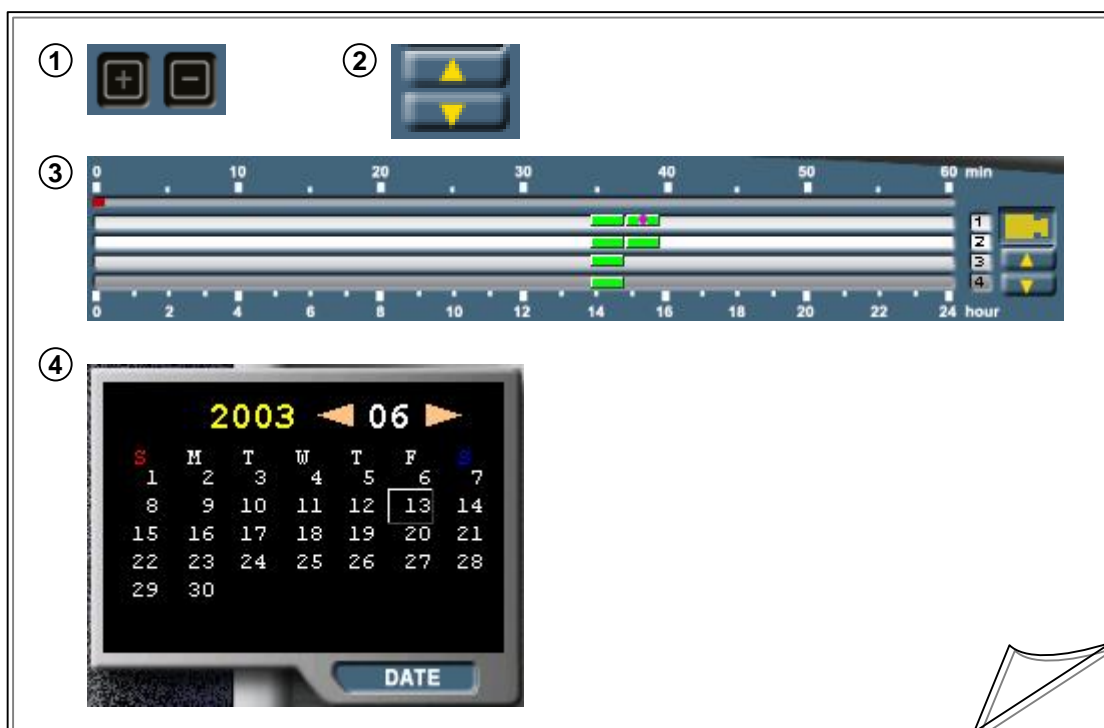 ① + − ②
③ 0 10 20 30 40 50 60 min
1
2
3
4
0 2 4 6 8 10 12 14 16 18 20 22 24 hour
④
2003 06
S M T W T F S
1 2 3 4 5 6 7
8 9 10 11 12 13 14
15 16 17 18 19 20 21
22 23 24 25 26 27 28
29 30
DATE